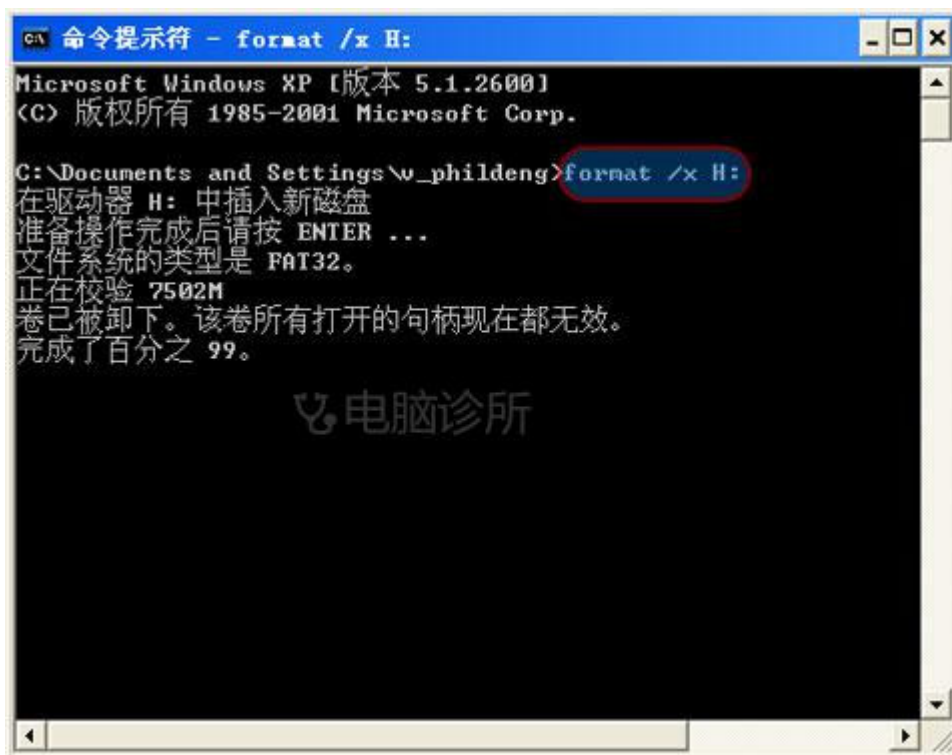 命令提示符 - format /x H:
Microsoft Windows XP [版本 5.1.2600]
(C) 版权所有 1985-2001 Microsoft Corp.
C:\Documents and Settings\v_phildeng>format /x H:
在驱动器 H: 中插入新磁盘
准备操作完成后请按 ENTER ...
文件系统的类型是 FAT32。
正在校验 7502M
卷已被卸下。该卷所有打开的句柄现在都无效。
完成了百分之 99。
电脑诊所